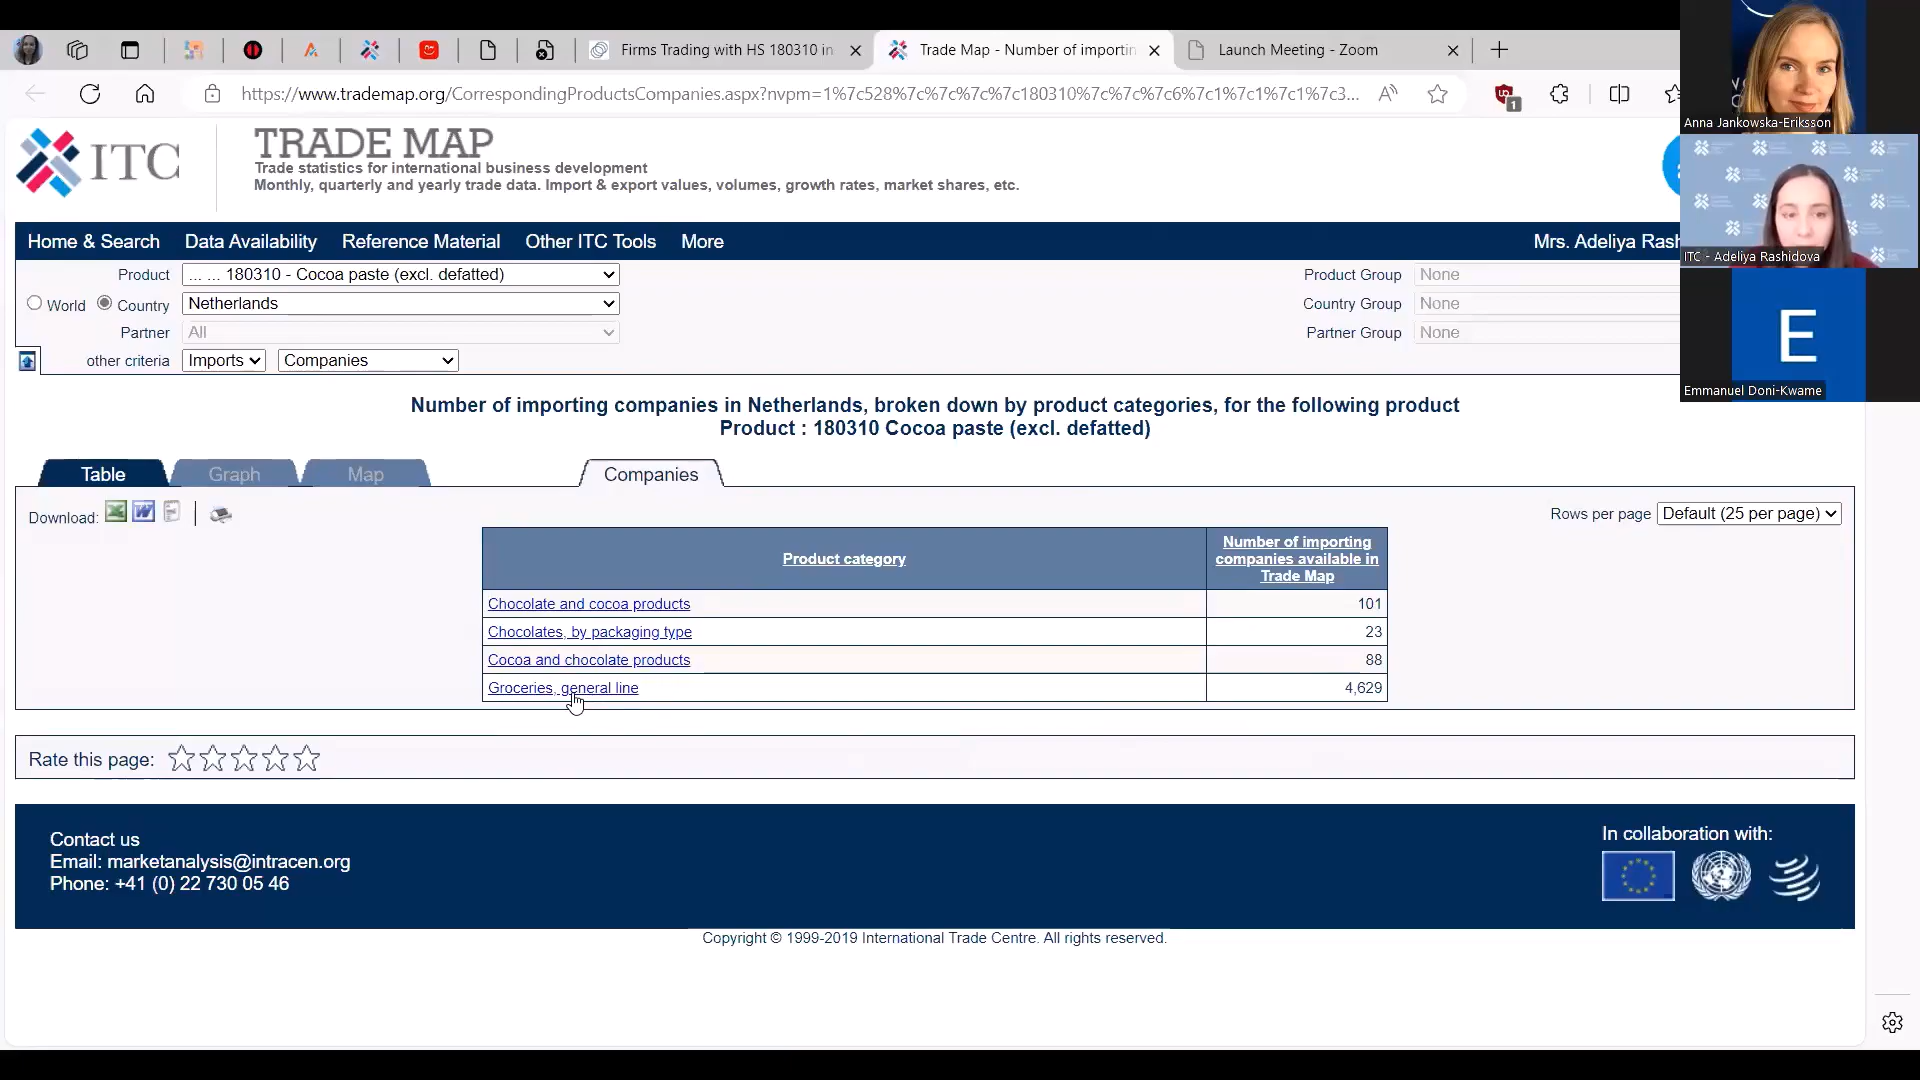 Firms Trading with HS 180310 in
Trade Map - Number of importin
Launch Meeting - Zoom
https://www.trademap.org/CorrespondingProductsCompanies.aspx?nvpm=1%7c528%7c%7c%7c%7c180310%7c%7c%7c6%7c1%7c1%7c1%7c3...
1
ITC
TRADE MAP
Trade statistics for international business development
Monthly, quarterly and yearly trade data. Import & export values, volumes, growth rates, market shares, etc.
Home & Search
Data Availability
Reference Material
Other ITC Tools
More
Mrs. Adeliya Rash
Product
... ... 180310 - Cocoa paste (excl. defatted)
World
Country
Netherlands
Partner
All
other criteria
Imports
Companies
Product Group
None
Country Group
None
Partner Group
None
Anna Jankowska-Eriksson
ITC - Adeliya Rashidova
E
Emmanuel Doni-Kwame
Number of importing companies in Netherlands, broken down by product categories, for the following product
Product : 180310 Cocoa paste (excl. defatted)
Table
Graph
Map
Companies
Download:
Rows per page
Default (25 per page)
Product category
Number of importing
companies available in
Trade Map
Chocolate and cocoa products
101
Chocolates, by packaging type
23
Cocoa and chocolate products
88
Groceries, general line
4,629
Rate this page:
Contact us
Email: marketanalysis@intracen.org
Phone: +41 (0) 22 730 05 46
In collaboration with:
Copyright © 1999-2019 International Trade Centre. All rights reserved.